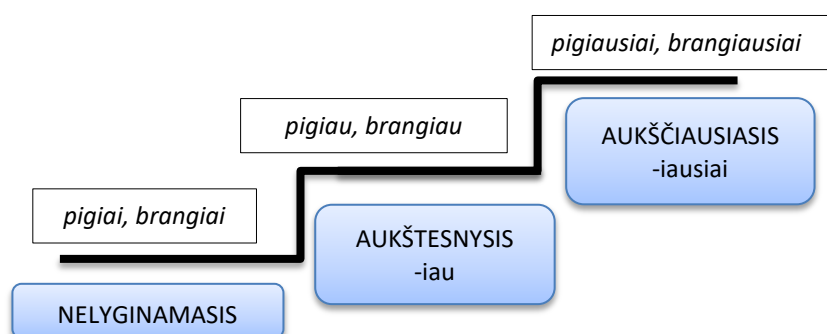 pigiausiai, brangiausiai
pigiau, brangiau
AUKŠČIAUSIASIS
-iausiai
pigiai, brangiai
AUKŠTESNYSIS
-iau
NELYGINAMASIS